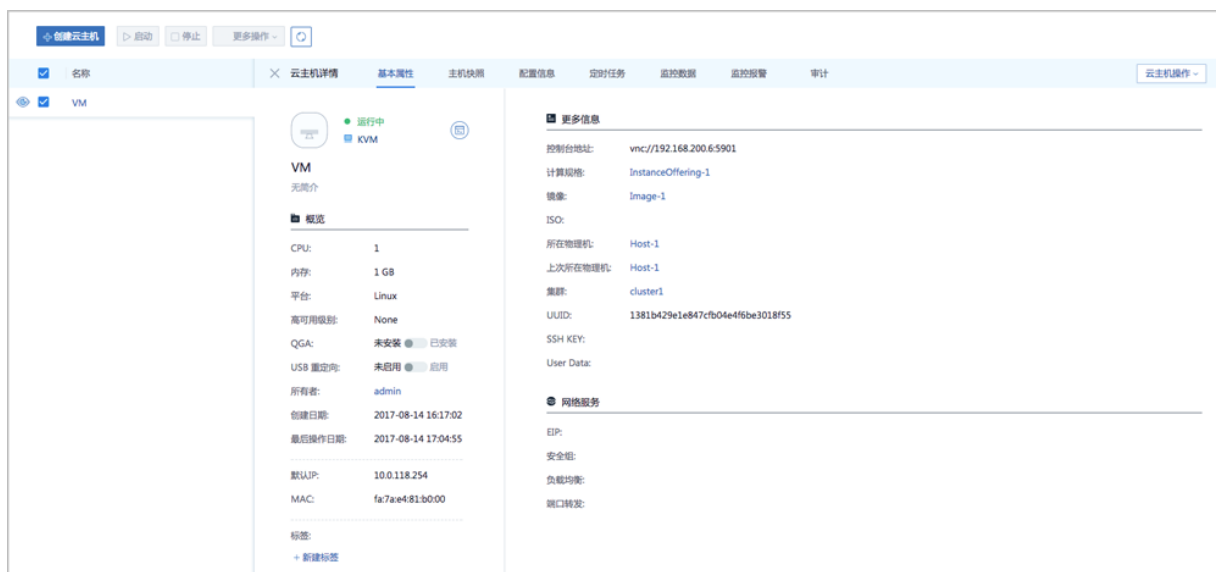 创建云主机 启动 停止 更多操作
名称
VM
云主机详情 基本属性 主机快照 配置信息 定时任务 监控数据 监控报警 审计 云主机操作
运行中
KVM
VM
无简介
概览
CPU: 1
内存: 1 GB
平台: Linux
高可用级别: None
QGA: 未安装 已安装
USB 重定向: 未启用 启用
所有者: admin
创建日期: 2017-08-14 16:17:02
最后操作日期: 2017-08-14 17:04:55
默认IP: 10.0.118.254
MAC: fa:7a:e4:81:b0:00
标签:
+ 新建标签
更多信息
控制台地址: vnc://192.168.200.6:5901
计算规格: InstanceOffering-1
镜像: Image-1
ISO:
所在物理机: Host-1
上次所在物理机: Host-1
集群: cluster1
UUID: 1381b429e1e847cfb04e4f6be3018f55
SSH KEY:
User Data:
网络服务
EIP:
安全组:
负载均衡:
端口转发: